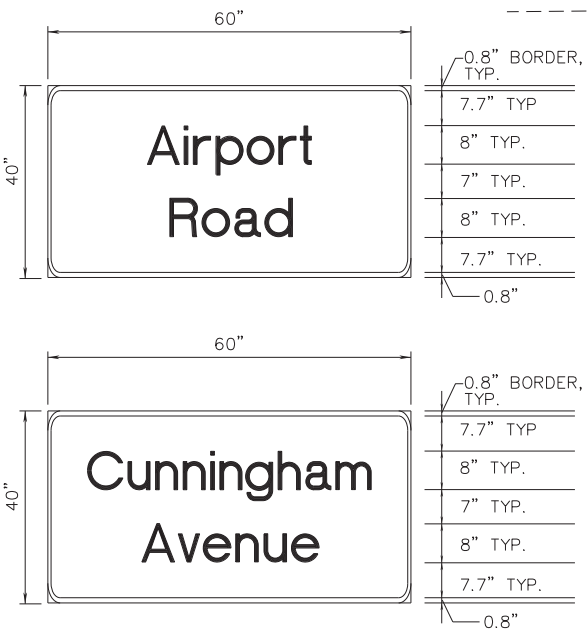 60”
0.8” BORDER,
TYP.
7.7” TYP
Airport
8” TYP.
40”
7” TYP.
Road
8” TYP.
7.7” TYP.
0.8”
60”
0.8” BORDER,
TYP.
7.7” TYP
Cunningham
8” TYP.
40”
7” TYP.
Avenue
8” TYP.
7.7” TYP.
0.8”